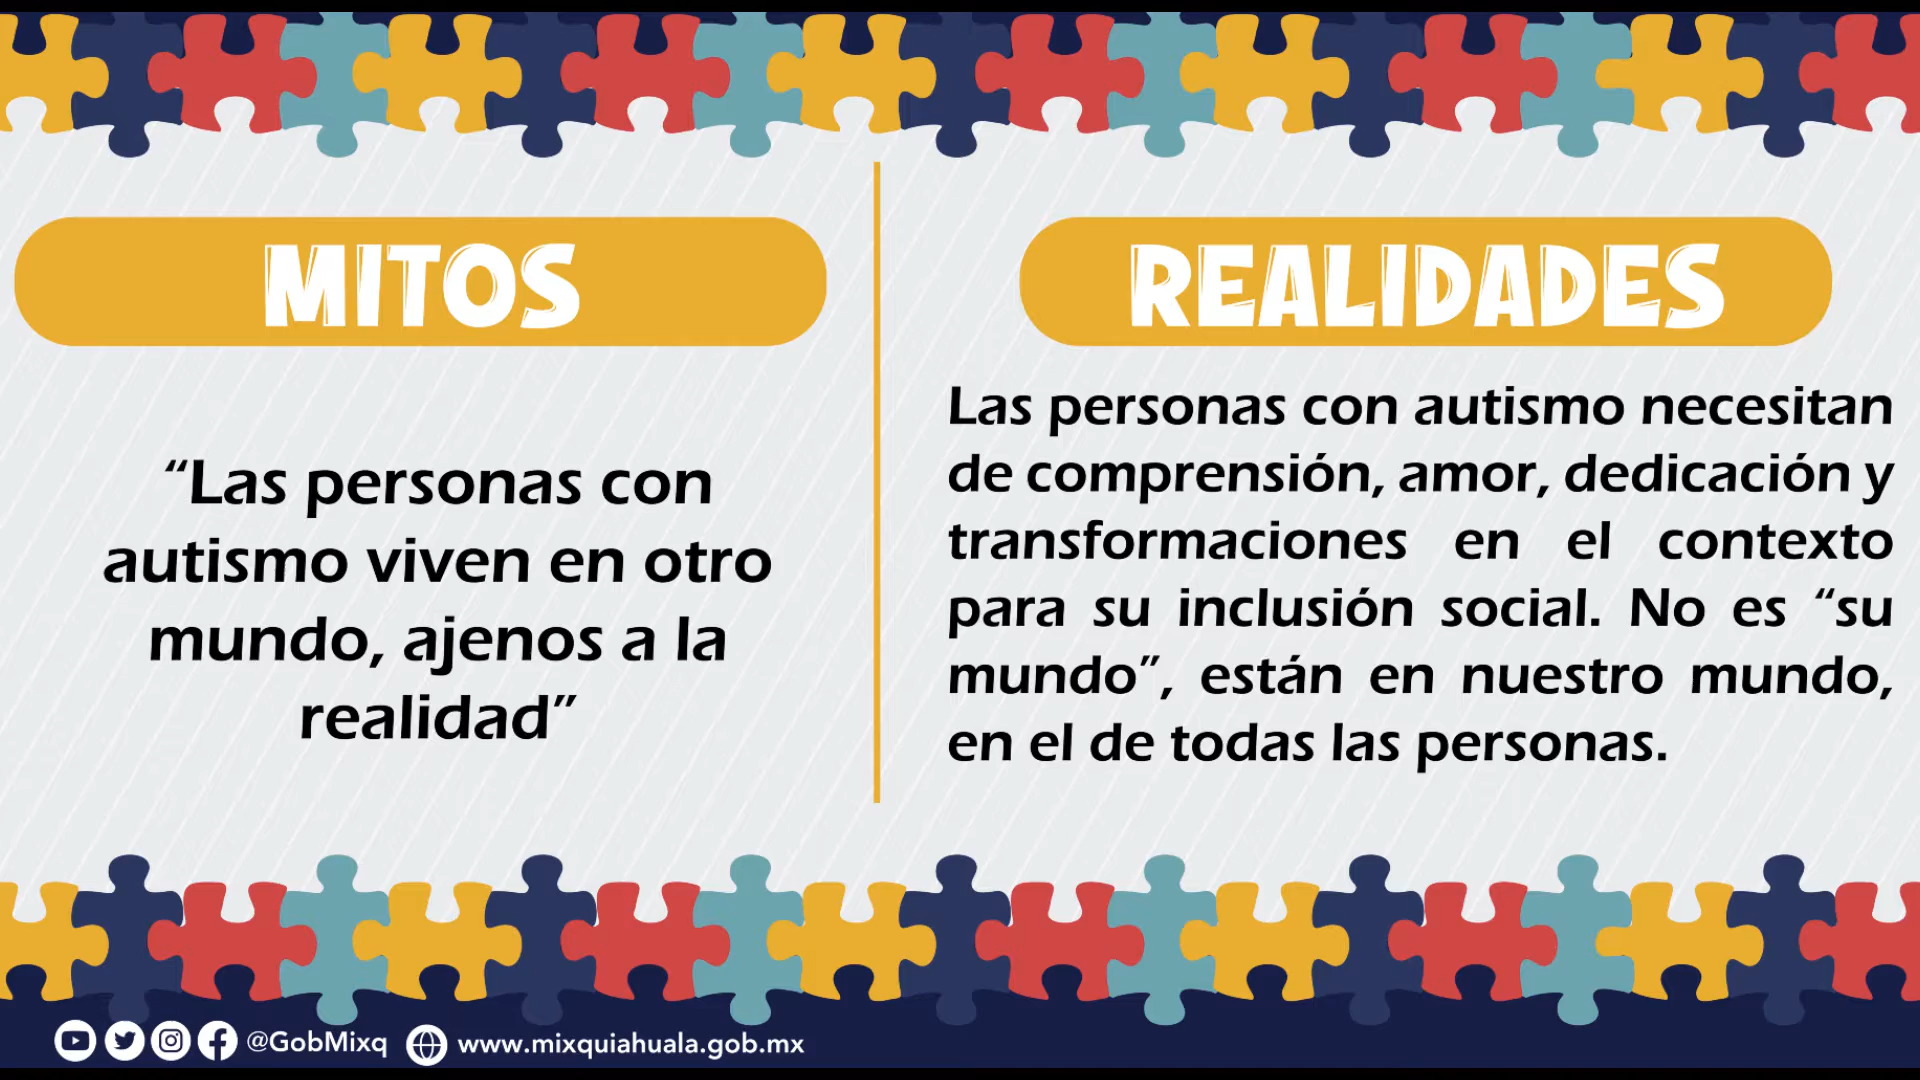 MITOS
“Las personas con
autismo viven en otro
mundo, ajenos a la
realidad”
REALIDADES
Las personas con autismo necesitan
de comprensión, amor, dedicación y
transformaciones en el contexto
para su inclusión social. No es “su
mundo”, están en nuestro mundo,
en el de todas las personas.
@GobMixq www.mixquiahuala.gob.mx